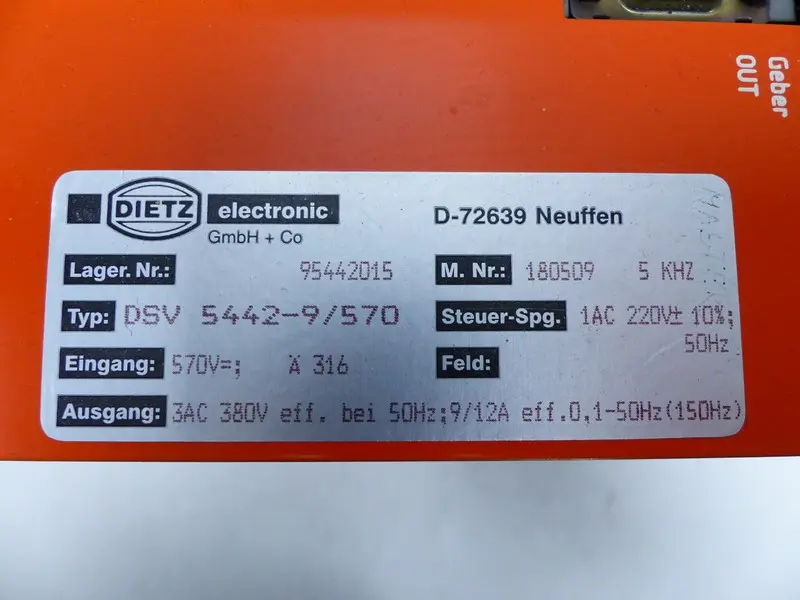 Geber
OUT
DIETZ electronic
GmbH + Co
D-72639 Neuffen
Lager. Nr.: 95442015
M. Nr.: 180509 5 KHZ
Typ: DSV 5442-9/570
Steuer-Spg. 1AC 220V± 10%;
50Hz
Eingang: 570V=; A 316
Feld:
Ausgang: 3AC 380V eff. bei 50Hz;9/12A eff.0,1-50Hz(150Hz)